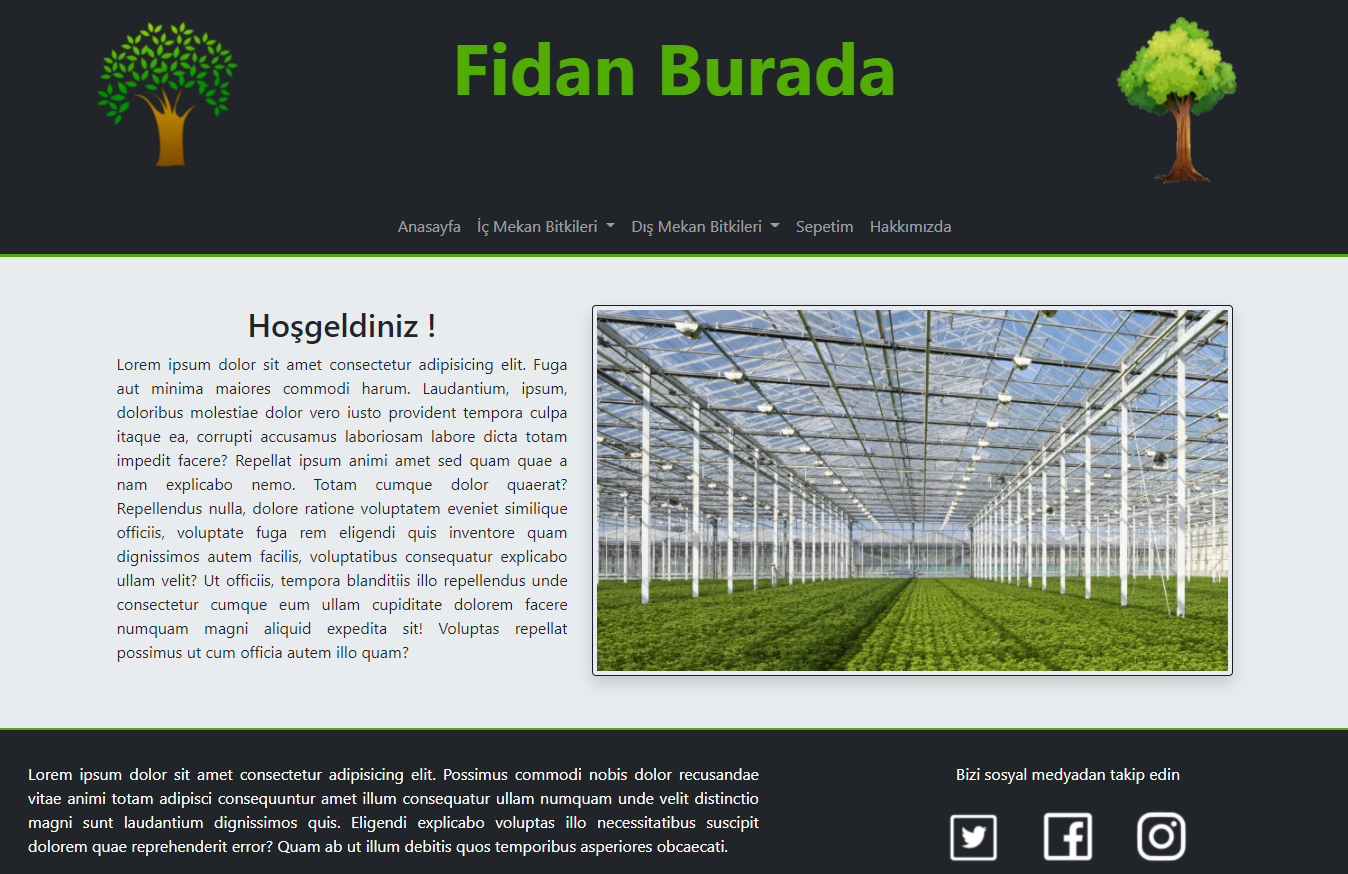 Fidan Burada
Anasayfa İç Mekan Bitkileri Dış Mekan Bitkileri Sepetim Hakkımızda
Hoşgeldiniz !
Lorem ipsum dolor sit amet consectetur adipisicing elit. Fuga
aut minima maiores commodi harum. Laudantium, ipsum,
doloribus molestiae dolor vero iusto provident tempora culpa
itaque ea, corrupti accusamus laboriosam labore dicta totam
impedit facere? Repellat ipsum animi amet sed quam quae a
nam explicabo nemo. Totam cumque dolor quaerat?
Repellendus nulla, dolore ratione voluptatem eveniet similique
officiis, voluptate fuga rem eligendi quis inventore quam
dignissimos autem facilis, voluptatibus consequatur explicabo
ullam velit? Ut officiis, tempora blanditiis illo repellendus unde
consectetur cumque eum ullam cupiditate dolorem facere
numquam magni aliquid expedita sit! Voluptas repellat
possimus ut cum officia autem illo quam?
Lorem ipsum dolor sit amet consectetur adipisicing elit. Possimus commodi nobis dolor recusandae
vitae animi totam adipisci consequuntur amet illum consequatur ullam numquam unde velit distinctio
magni sunt laudantium dignissimos quis. Eligendi explicabo voluptas illo necessitatibus suscipit
dolorem quae reprehenderit error? Quam ab ut illum debitis quos temporibus asperiores obcaecati.
Bizi sosyal medyadan takip edin